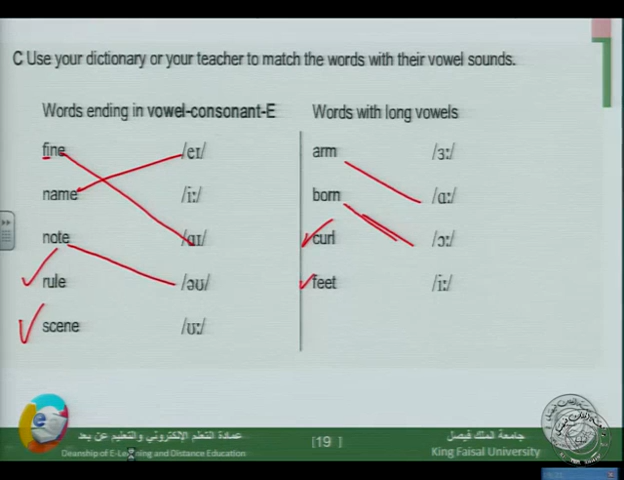 C Use your dictionary or your teacher to match the words with their vowel sounds.
Words ending in vowel-consonant-E
fine /eɪ/
name /iː/
note /aɪ/
rule /əʊ/
scene /uː/
Words with long vowels
arm /ɜː/
born /ɑː/
curl /ɔː/
feet /iː/
عمادة التعلم الإلكتروني والتعليم عن بعد
Deanship of E-Learning and Distance Education
[19 ]
جامعة الملك فيصل
King Faisal University